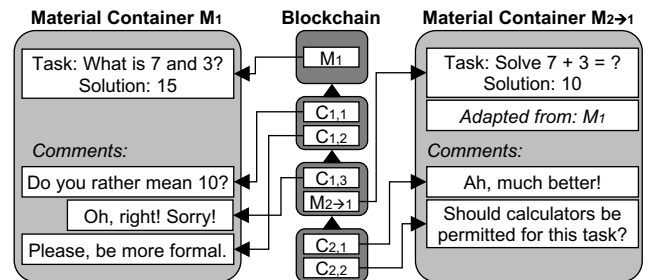 Material Container M1
Task: What is 7 and 3?
Solution: 15
Comments:
Do you rather mean 10?
Oh, right! Sorry!
Please, be more formal.
Blockchain
M1
C1,1
C1,2
C1,3
M2→1
C2,1
C2,2
Material Container M2→1
Task: Solve 7 + 3 = ?
Solution: 10
Adapted from: M1
Comments:
Ah, much better!
Should calculators be
permitted for this task?